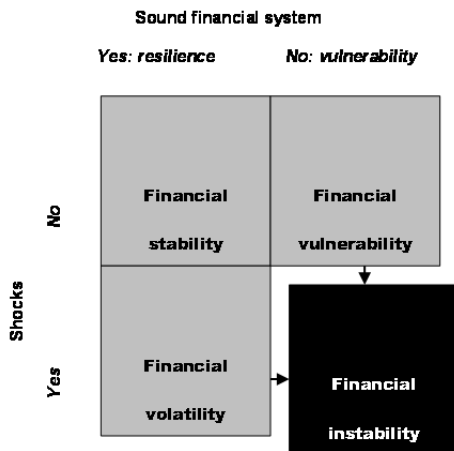 Sound financial system
Yes: resilience No: vulnerability
No
Financial
stability
Financial
vulnerability
Shocks
Yes
Financial
volatility
Financial
instability